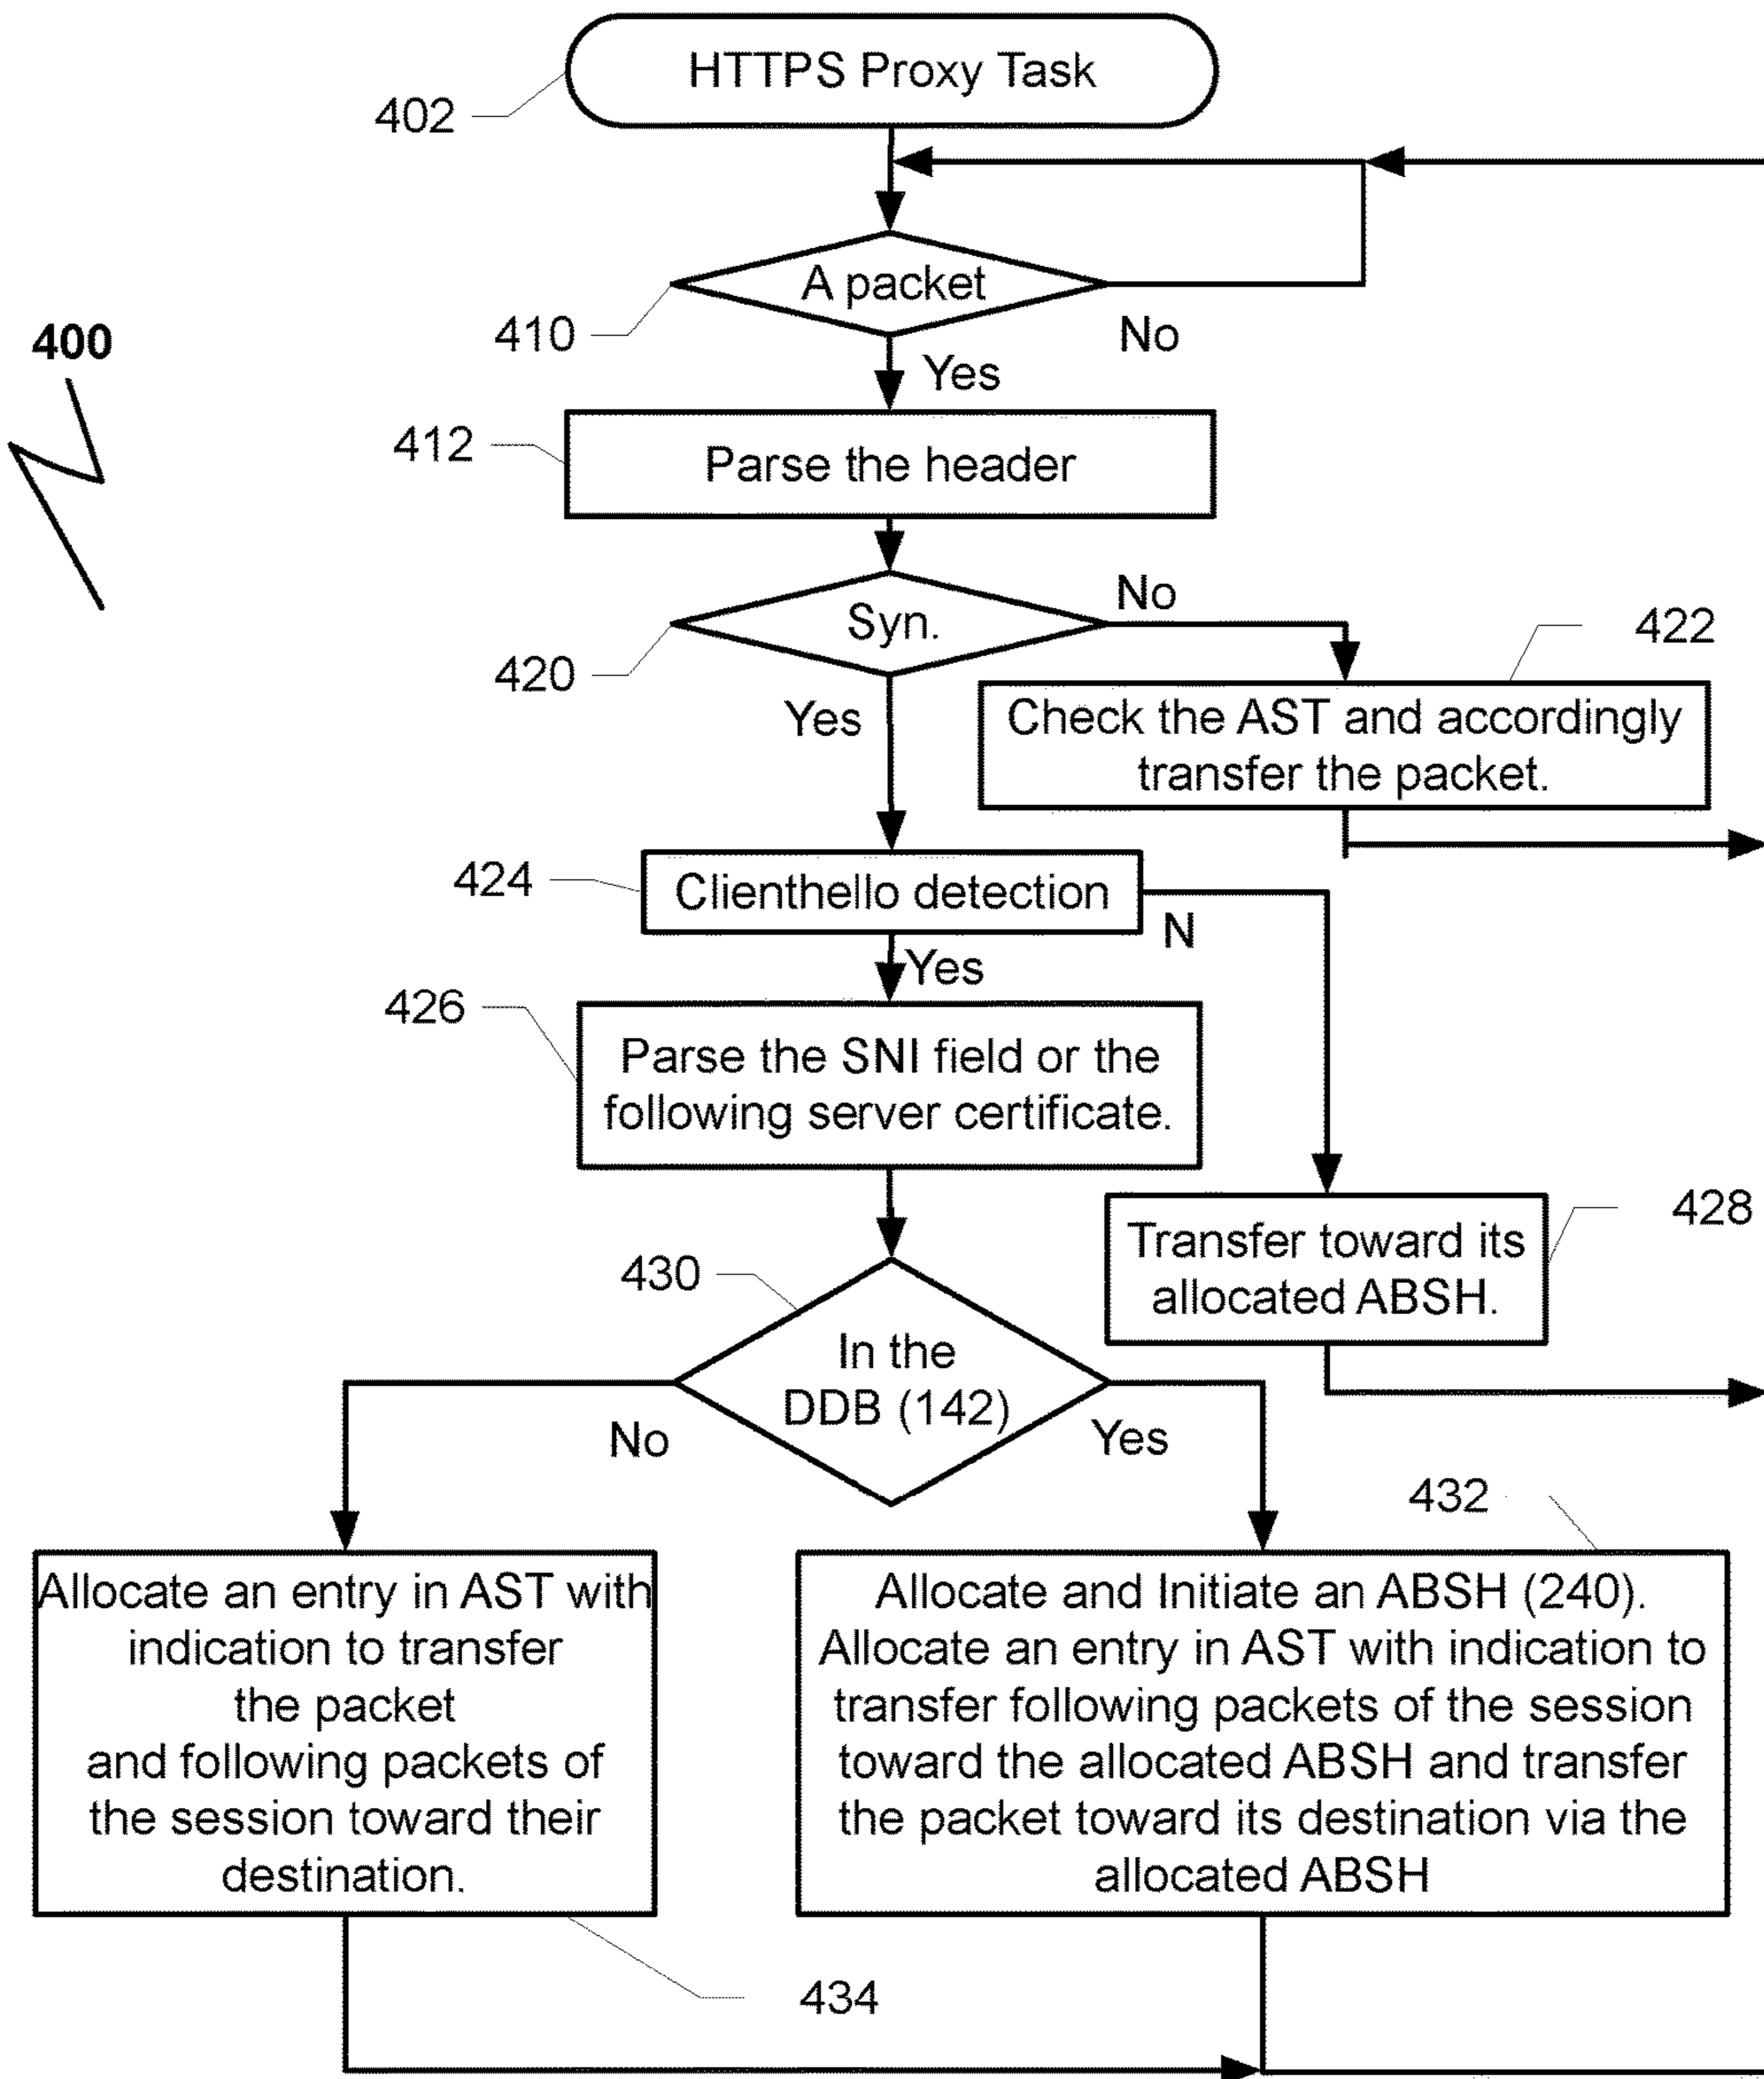 HTTPS Proxy Task
402
A packet
410
No
400
Yes
412
Parse the header
No
Syn.
422
420
Yes
Check the AST and accordingly
transfer the packet.
424
Clienthello detection
N
Yes
426
Parse the SNI field or the
following server certificate.
428
Transfer toward its
allocated ABSH.
430
In the
DDB (142)
No
Yes
432
Allocate an entry in AST with
indication to transfer
the packet
and following packets of
the session toward their
destination.
Allocate and Initiate an ABSH (240).
Allocate an entry in AST with indication to
transfer following packets of the session
toward the allocated ABSH and transfer
the packet toward its destination via the
allocated ABSH
434